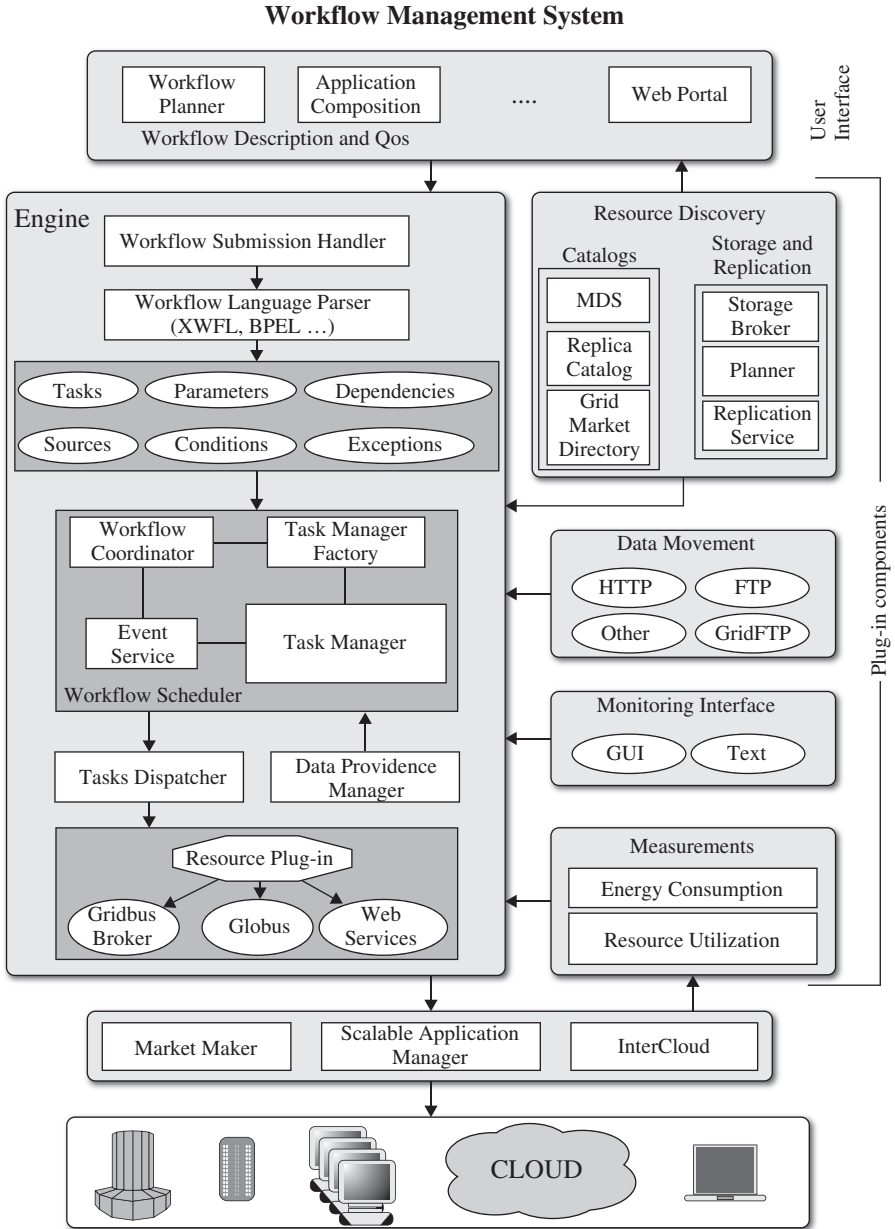 Workflow Management System
Workflow
Planner
Application
Composition
....
Web Portal
Workflow Description and Qos
User
Interface
Engine
Workflow Submission Handler
Workflow Language Parser
(XWFL, BPEL ...)
Tasks
Parameters
Dependencies
Sources
Conditions
Exceptions
Workflow
Coordinator
Task Manager
Factory
Event
Service
Task Manager
Workflow Scheduler
Tasks Dispatcher
Data Providence
Manager
Resource Plug-in
Gridbus
Broker
Globus
Web
Services
Resource Discovery
Catalogs
MDS
Replica
Catalog
Grid
Market
Directory
Storage and
Replication
Storage
Broker
Planner
Replication
Service
Data Movement
HTTP
FTP
Other
GridFTP
Monitoring Interface
GUI
Text
Measurements
Energy Consumption
Resource Utilization
Plug-in components
Market Maker
Scalable Application
Manager
InterCloud
CLOUD